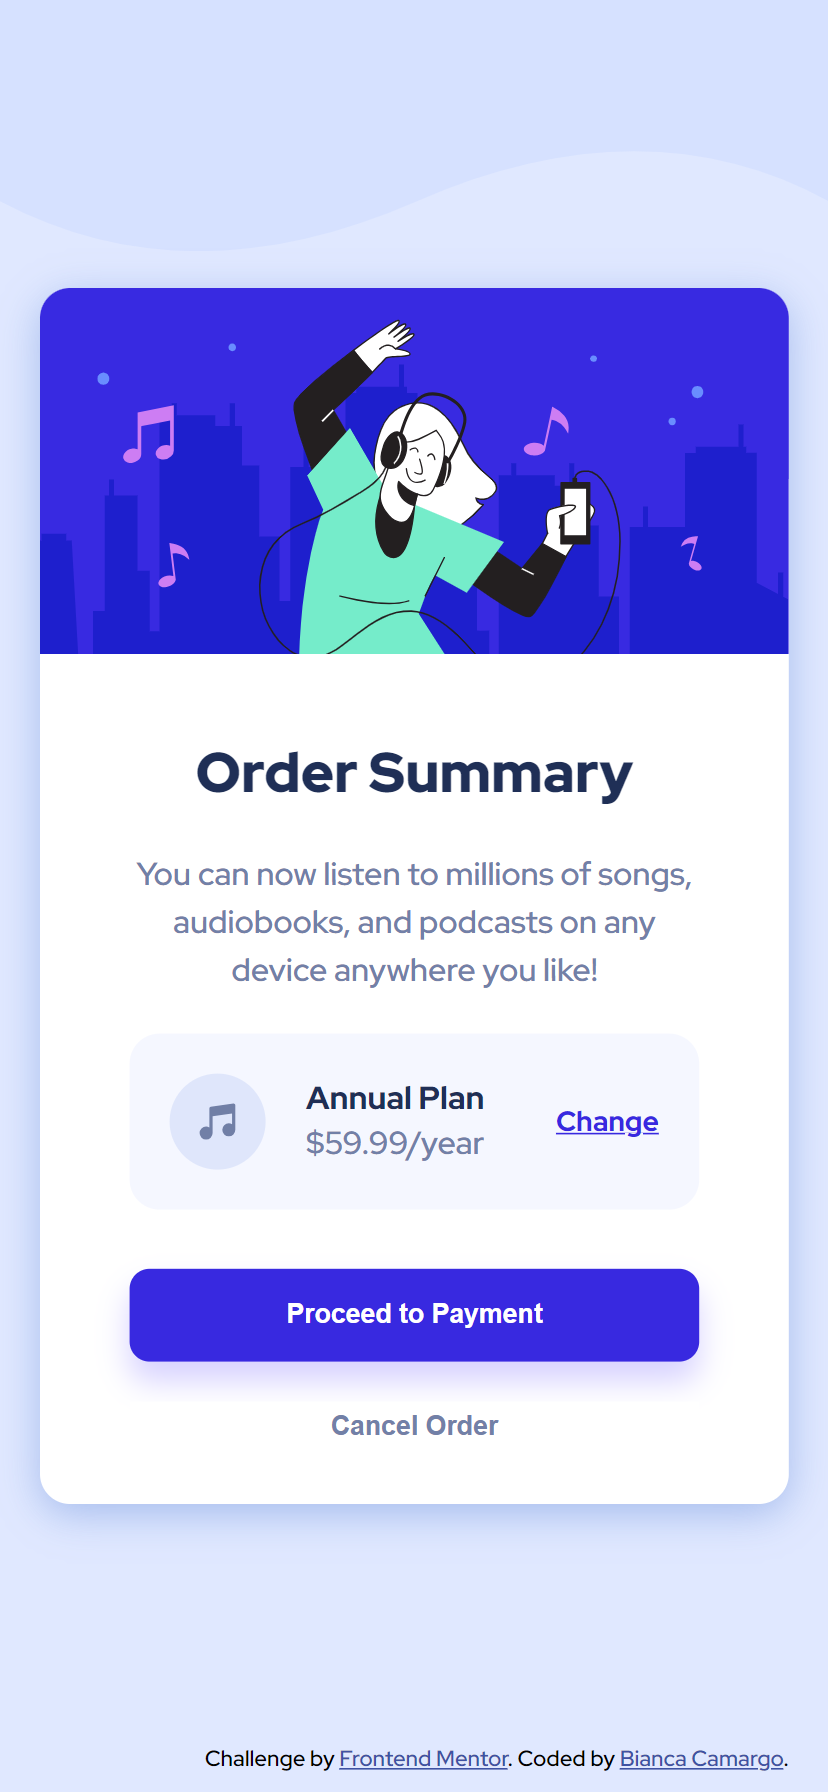 Order Summary
You can now listen to millions of songs,
audiobooks, and podcasts on any
device anywhere you like!
Annual Plan
$59.99/year
Change
Proceed to Payment
Cancel Order
Challenge by Frontend Mentor. Coded by Bianca Camargo.